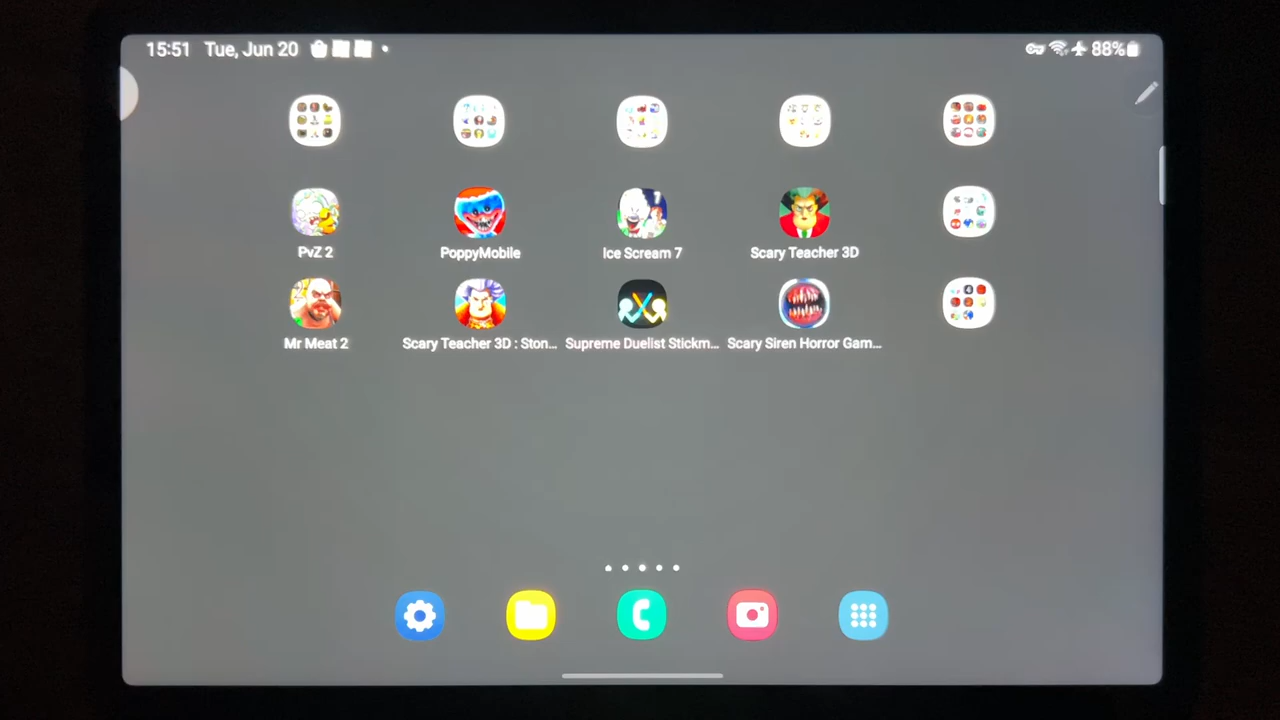 15:51 Tue, Jun 20 88%
PvZ 2 PoppyMobile Ice Scream 7 Scary Teacher 3D
Mr Meat 2 Scary Teacher 3D : Ston... Supreme Duelist Stickm... Scary Siren Horror Gam...